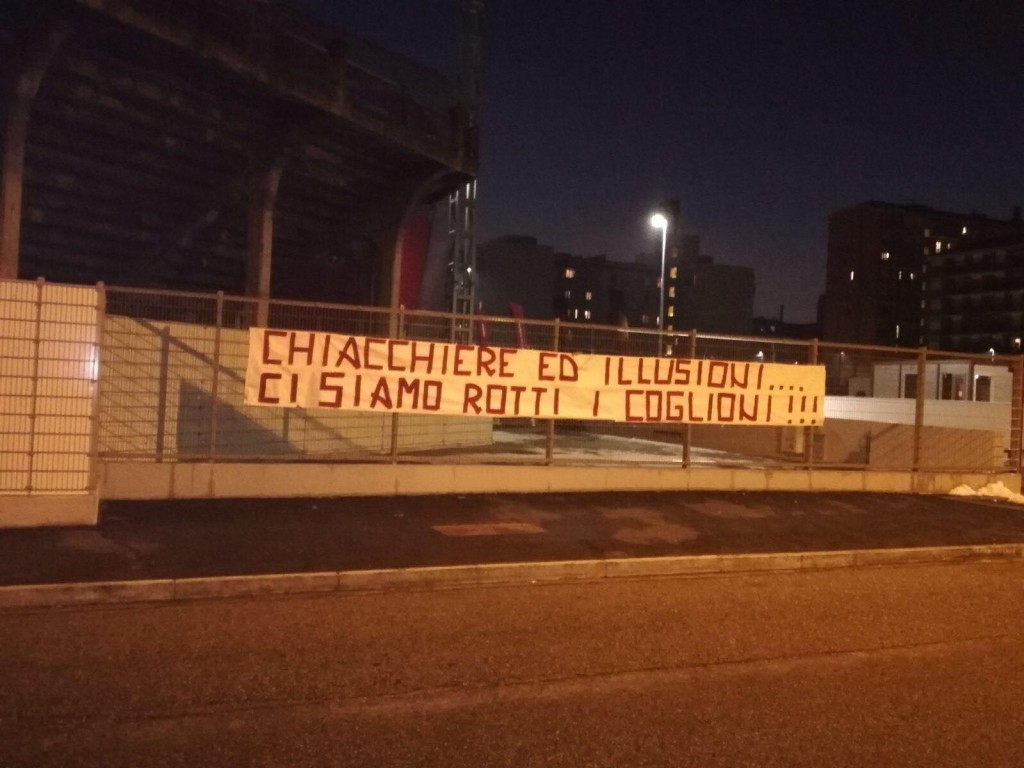 CHIACCHIERE ED ILLUSIONI....
CI SIAMO ROTTI I COGLIONI !!!